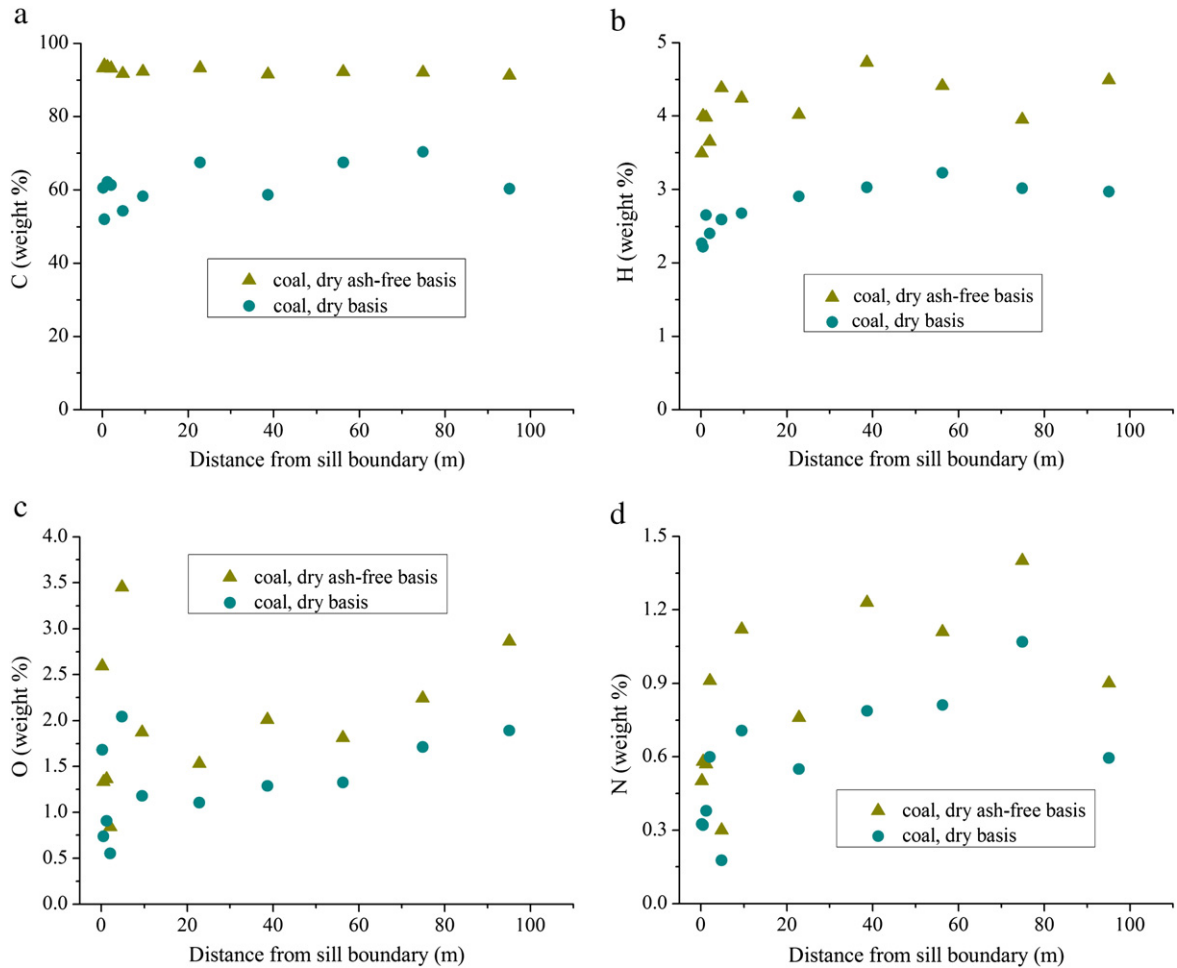 a
100
80
60
40
20
0
C (weight %)
coal, dry ash-free basis
coal, dry basis
0 20 40 60 80 100
Distance from sill boundary (m)
b
5
4
3
2
1
0
H (weight %)
coal, dry ash-free basis
coal, dry basis
0 20 40 60 80 100
Distance from sill boundary (m)
c
4.0
3.5
3.0
2.5
2.0
1.5
1.0
0.5
0.0
O (weight %)
coal, dry ash-free basis
coal, dry basis
0 20 40 60 80 100
Distance from sill boundary (m)
d
1.5
1.2
0.9
0.6
0.3
0.0
N (weight %)
coal, dry ash-free basis
coal, dry basis
0 20 40 60 80 100
Distance from sill boundary (m)